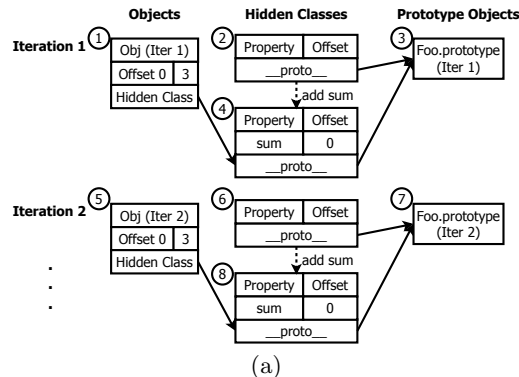 Objects Hidden Classes Prototype Objects
Iteration 1
1
Obj (Iter 1)
Offset 0 3
Hidden Class
2
Property Offset
__proto__
add sum
3
Foo.prototype
(Iter 1)
4
Property Offset
sum 0
__proto__
Iteration 2
5
Obj (Iter 2)
Offset 0 3
Hidden Class
6
Property Offset
__proto__
add sum
7
Foo.prototype
(Iter 2)
8
Property Offset
sum 0
__proto__
.
.
.
(a)